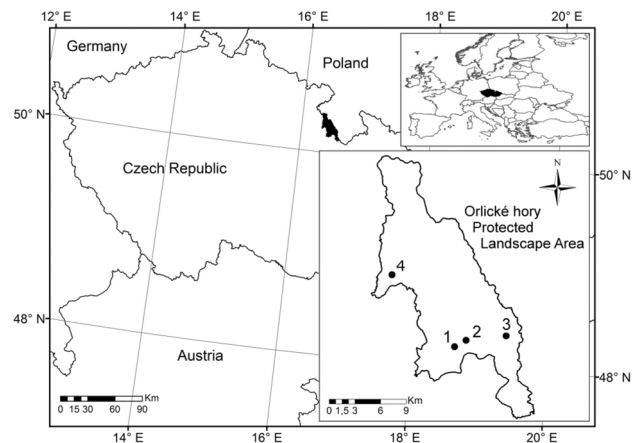 12° E 14° E 16° E 18° E 20° E
Germany
Poland
50° N
Czech Republic
N
50° N
Orlické hory
Protected
Landscape Area
4
1 2 3
48° N
Austria
48° N
Km
0 15 30 60 90
Km
0 1,5 3 6 9
14° E 16° E 18° E 20° E